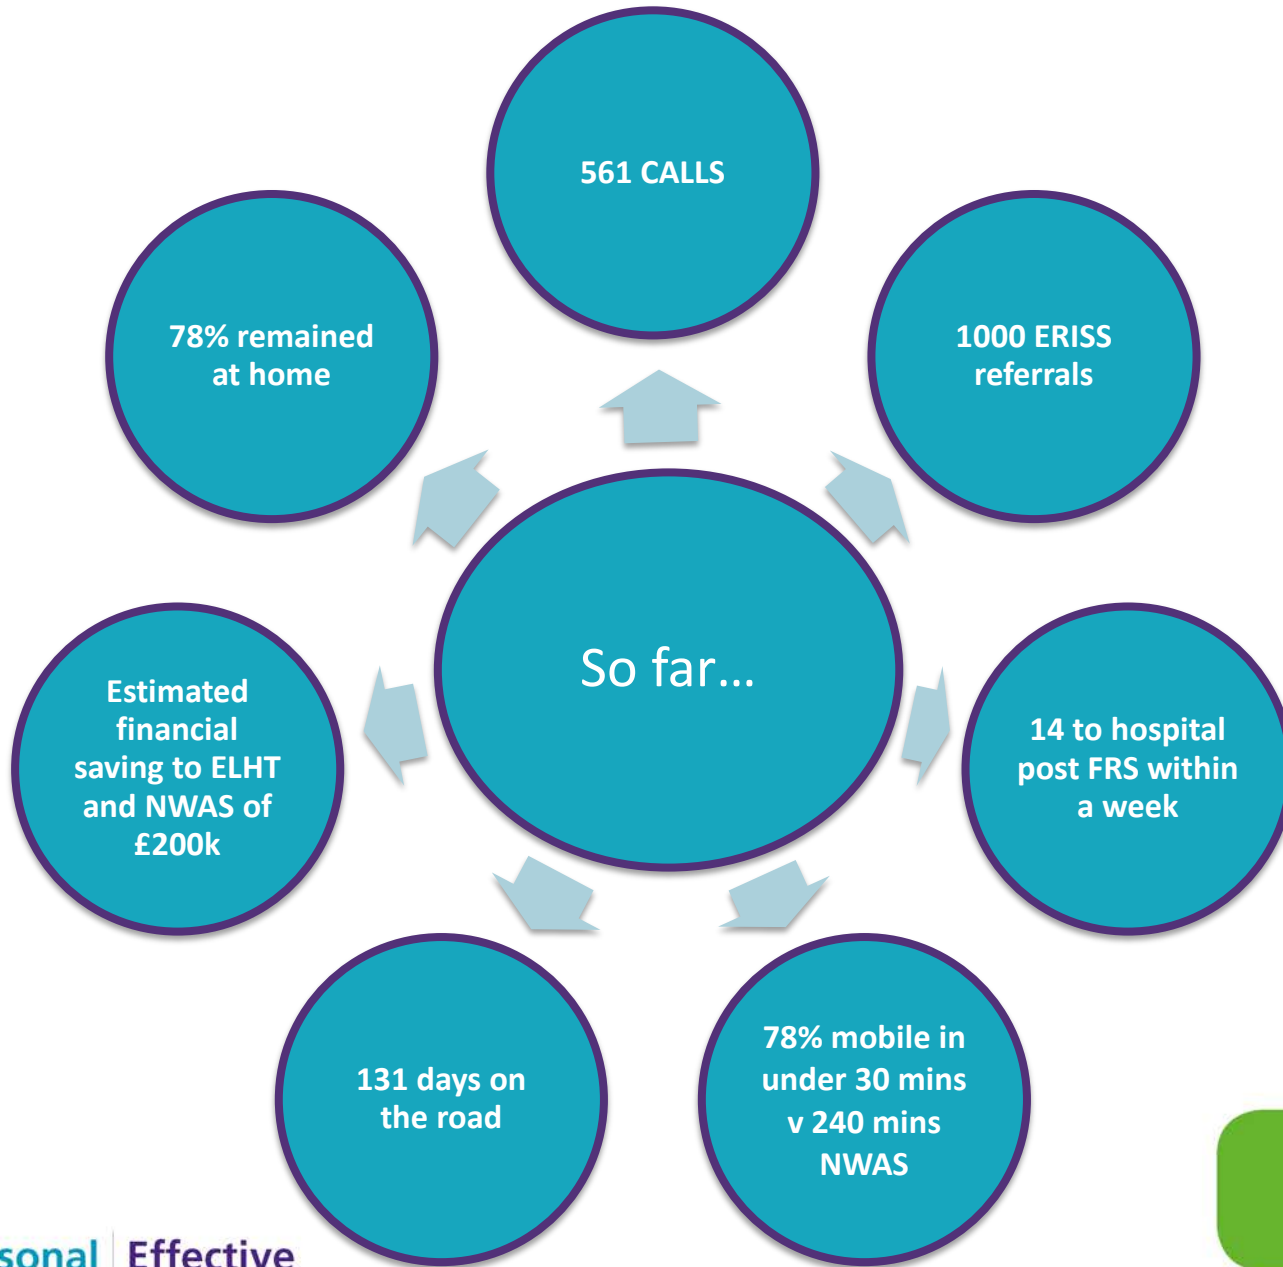 561 CALLS
1000 ERISS
referrals
14 to hospital
post FRS within
a week
78% mobile in
under 30 mins
v 240 mins
NWAS
131 days on
the road
Estimated
financial
saving to ELHT
and NWAS of
£200k
78% remained
at home
So far...
sonal Effective